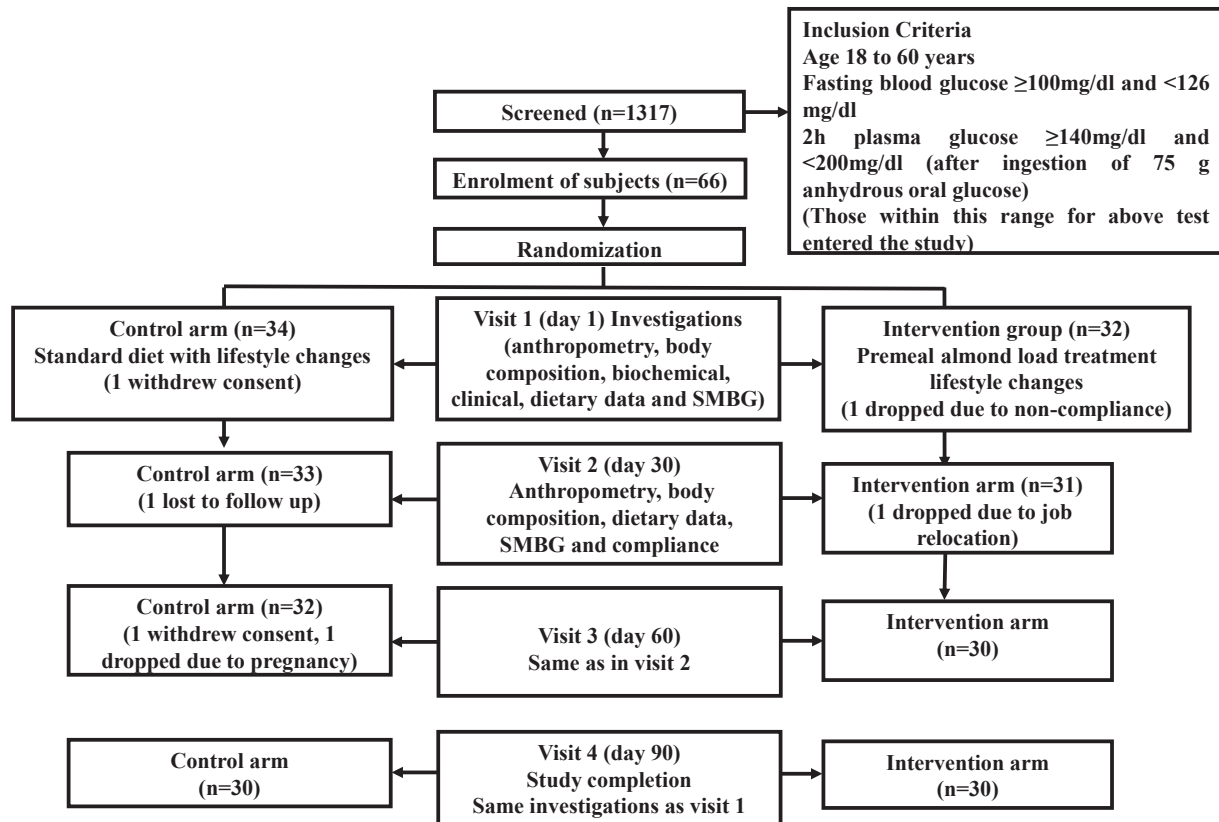 Inclusion Criteria
Age 18 to 60 years
Fasting blood glucose ≥100mg/dl and <126
mg/dl
2h plasma glucose ≥140mg/dl and
<200mg/dl (after ingestion of 75 g
anhydrous oral glucose)
(Those within this range for above test
entered the study)
Screened (n=1317)
Enrolment of subjects (n=66)
Randomization
Control arm (n=34)
Standard diet with lifestyle changes
(1 withdrew consent)
Visit 1 (day 1) Investigations
(anthropometry, body
composition, biochemical,
clinical, dietary data and SMBG)
Intervention group (n=32)
Premeal almond load treatment
lifestyle changes
(1 dropped due to non-compliance)
Control arm (n=33)
(1 lost to follow up)
Visit 2 (day 30)
Anthropometry, body
composition, dietary data,
SMBG and compliance
Intervention arm (n=31)
(1 dropped due to job
relocation)
Control arm (n=32)
(1 withdrew consent, 1
dropped due to pregnancy)
Visit 3 (day 60)
Same as in visit 2
Intervention arm
(n=30)
Control arm
(n=30)
Visit 4 (day 90)
Study completion
Same investigations as visit 1
Intervention arm
(n=30)